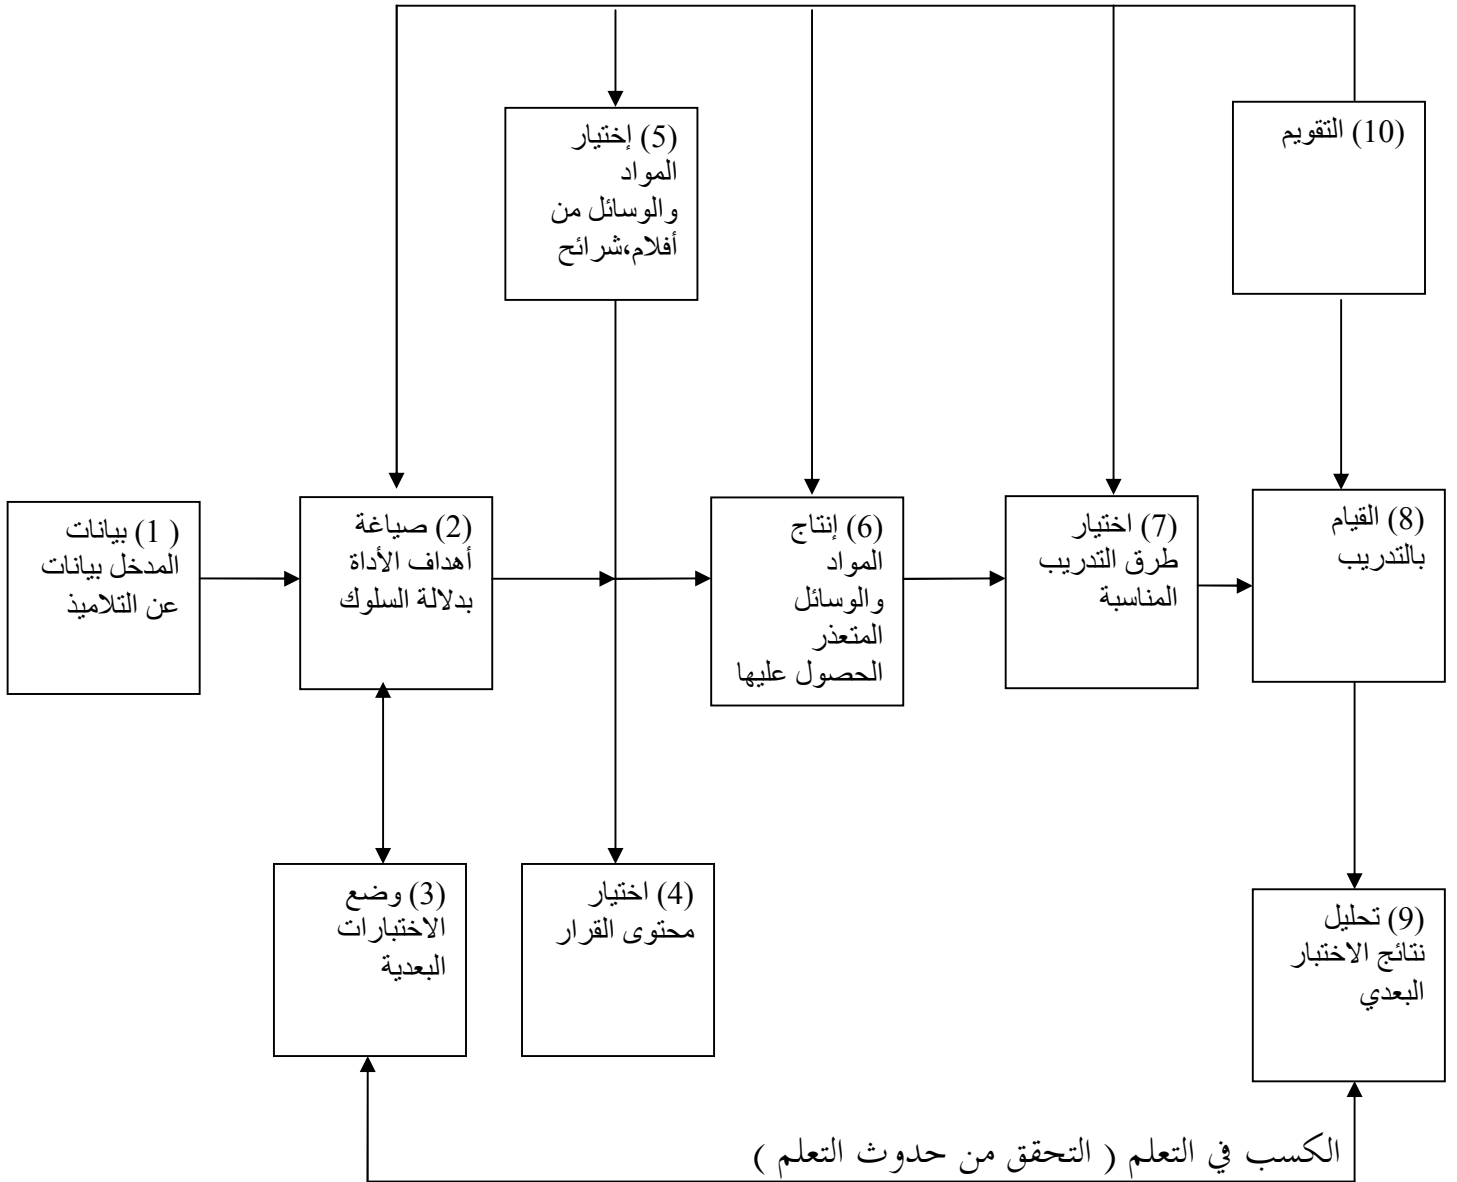 (5) إختيار
المواد
والوسائل من
أفلام،شرائح
(10) التقويم
( 1) بيانات
المدخل بيانات
عن التلاميذ
(2) صياغة
أهداف الأداة
بدلالة السلوك
(6) إنتاج
المواد
والوسائل
المتعذر
الحصول عليها
(7) اختيار
طرق التدريب
المناسبة
(8) القيام
بالتدريب
(3) وضع
الاختبارات
البعدية
(4) اختيار
محتوى القرار
(9) تحليل
نتائج الاختبار
البعدي
الكسب في التعلم ( التحقق من حدوث التعلم )